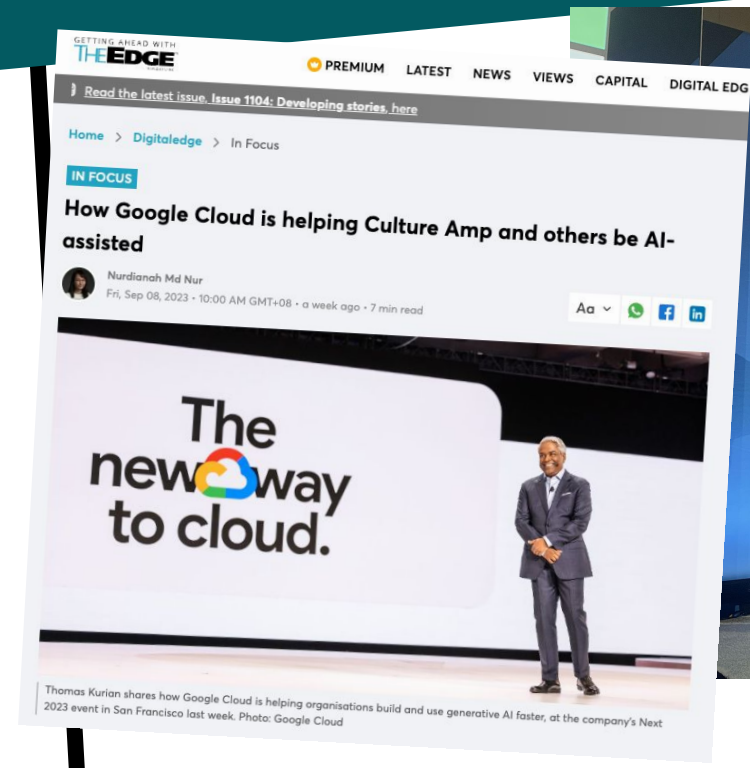 GETTING AHEAD WITH
THEEDGE
PREMIUM LATEST NEWS VIEWS CAPITAL DIGITAL EDG
Read the latest issue, Issue 1104: Developing stories, here
Home > Digitaledge > In Focus
IN FOCUS
How Google Cloud is helping Culture Amp and others be AI-
assisted
Nurdianah Md Nur
Fri, Sep 08, 2023 • 10:00 AM GMT+08 • a week ago • 7 min read
Aa
in
The
new way
to cloud.
Thomas Kurian shares how Google Cloud is helping organisations build and use generative AI faster, at the company's Next
2023 event in San Francisco last week. Photo: Google Cloud